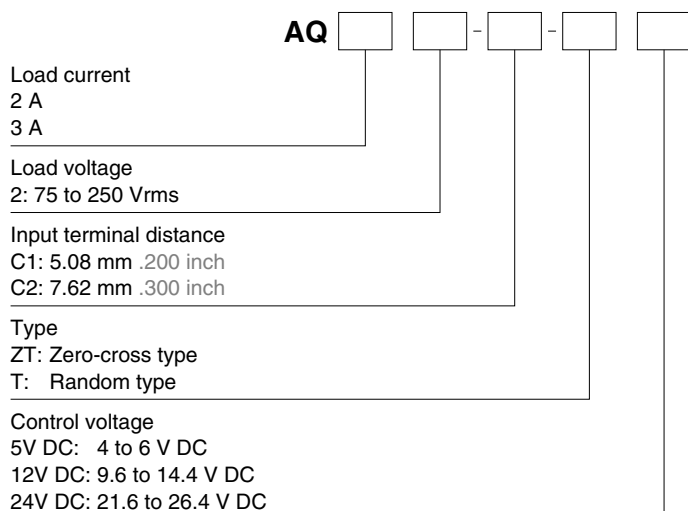 AQ - -
Load current
2 A
3 A
Load voltage
2: 75 to 250 Vrms
Input terminal distance
C1: 5.08 mm .200 inch
C2: 7.62 mm .300 inch
Type
ZT: Zero-cross type
T: Random type
Control voltage
5V DC: 4 to 6 V DC
12V DC: 9.6 to 14.4 V DC
24V DC: 21.6 to 26.4 V DC